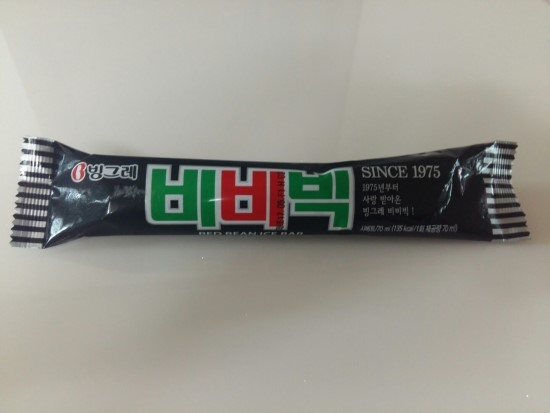 빙그레
비비빅
RED BEAN ICE BAR
SINCE 1975
1975년부터
사랑 받아온
빙그레 비비빅 !